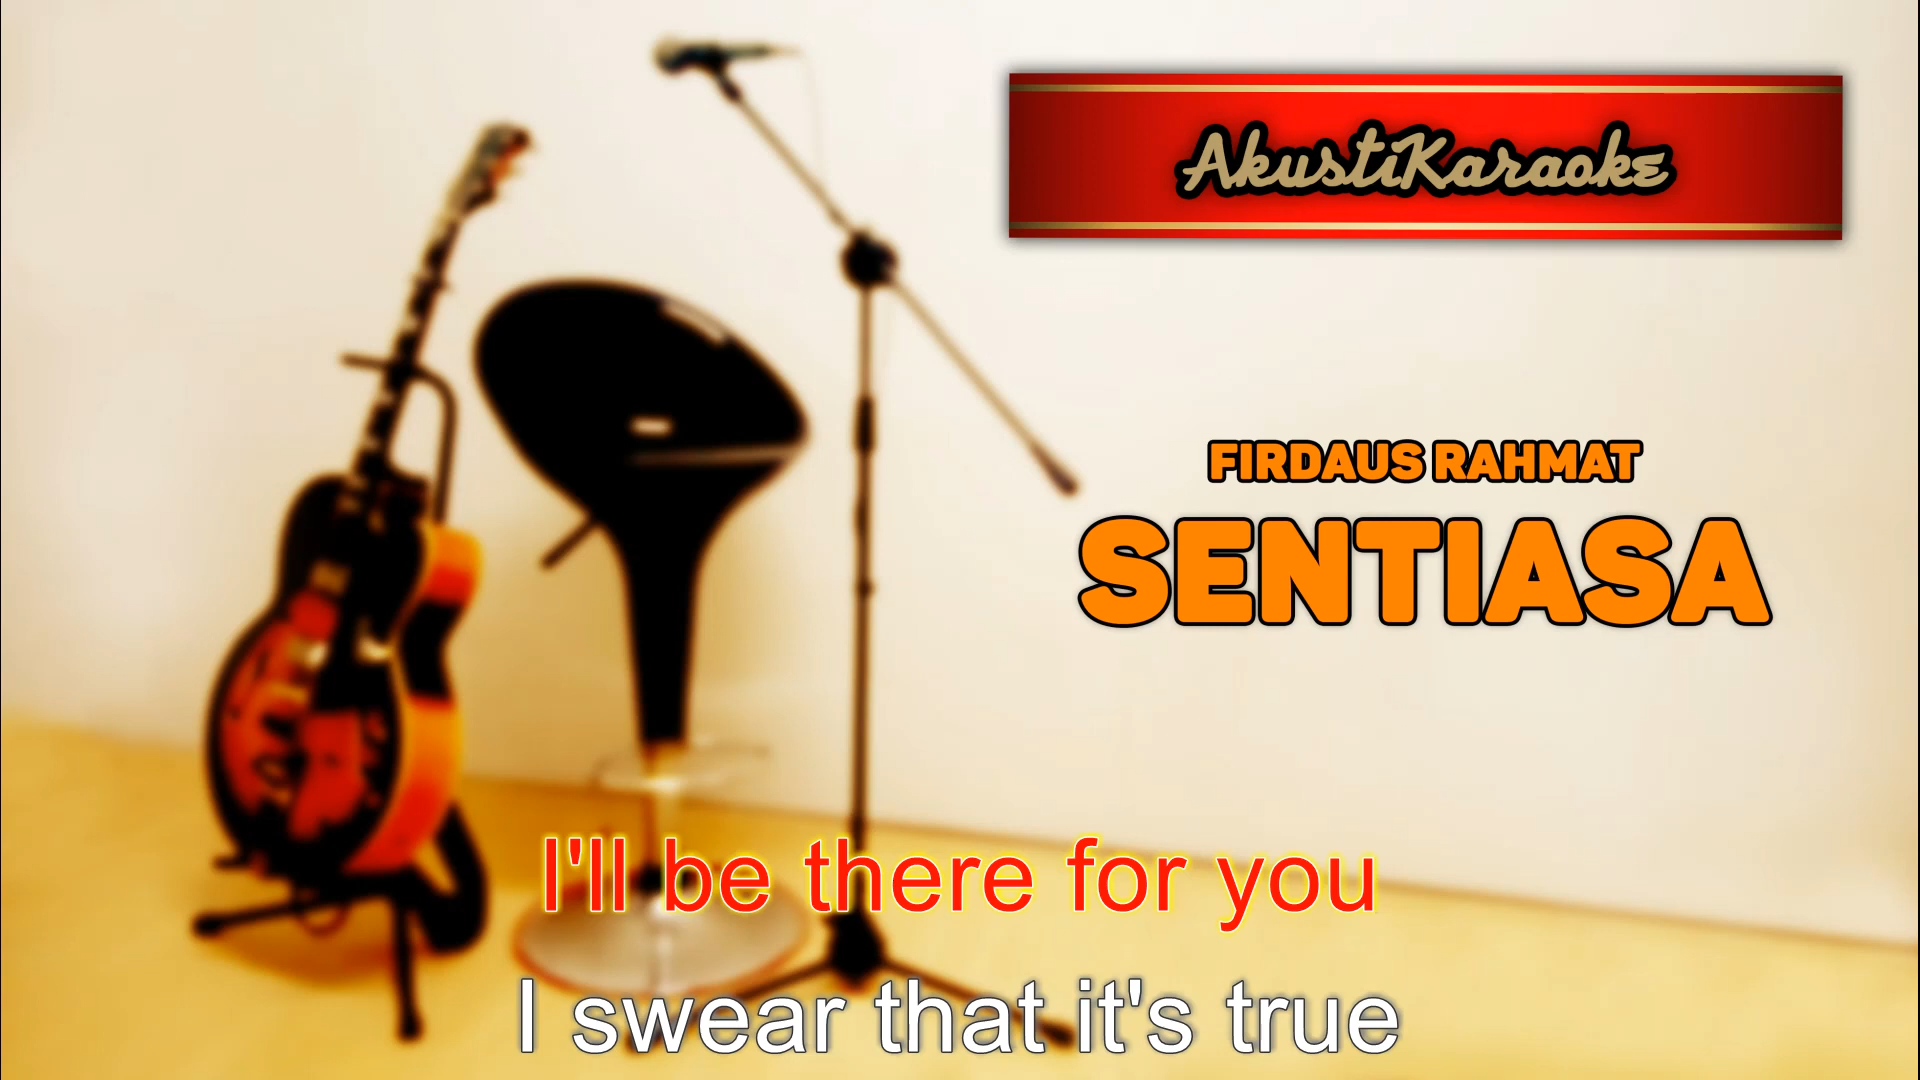 AkustiKaraoke
FIRDAUS RAHMAT
SENTIASA
I'll be there for you
I swear that it's true